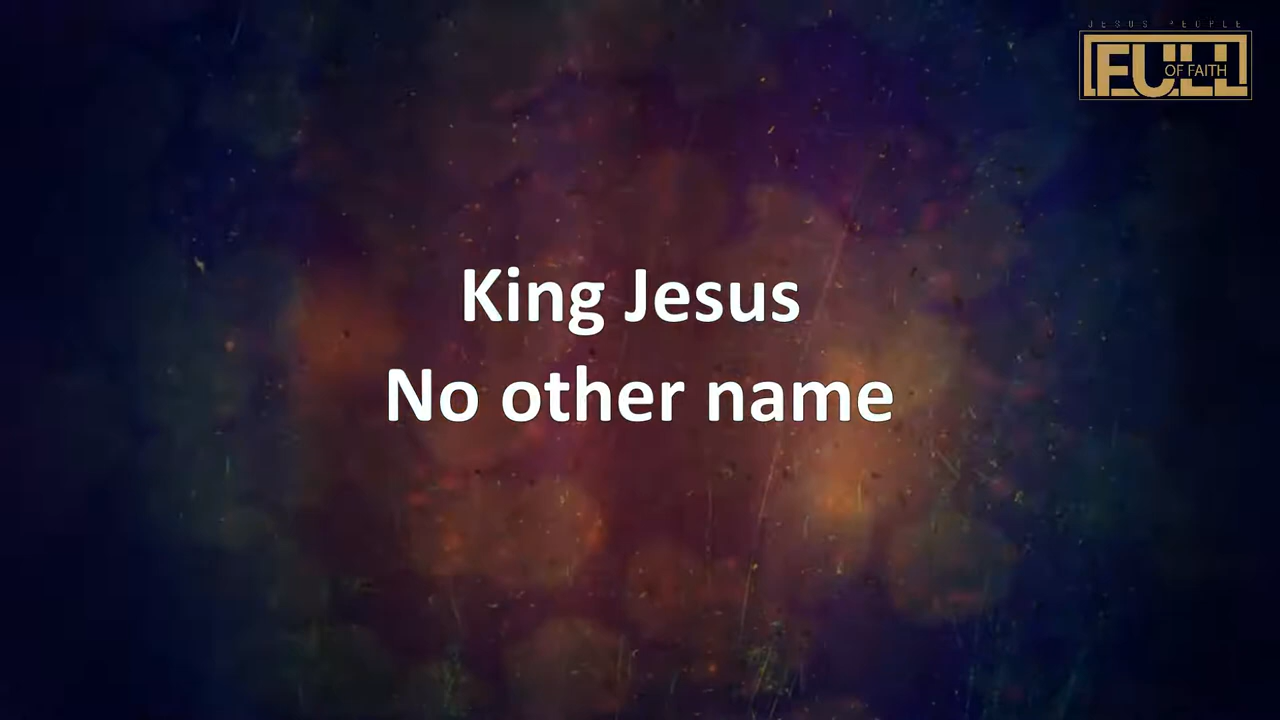 JESUS PEOPLE
FULL
OF FAITH
King Jesus
No other name